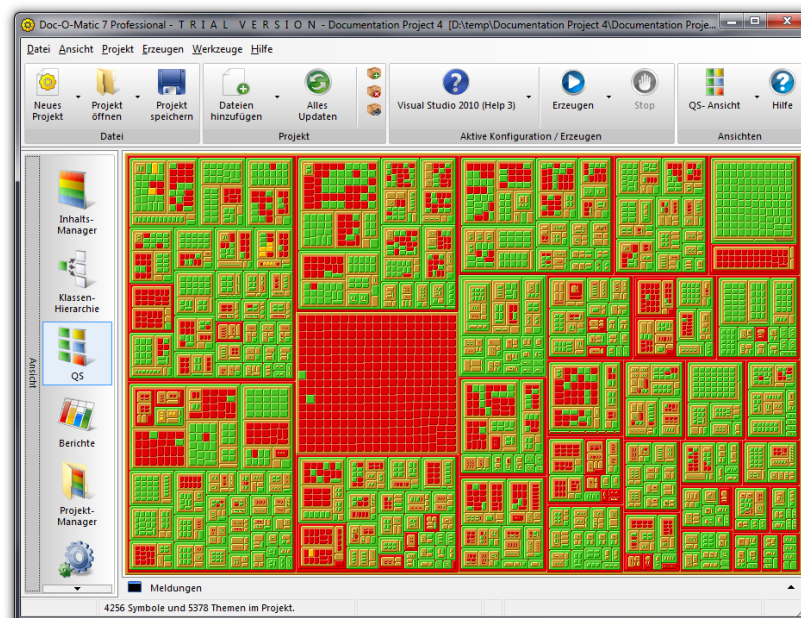 Doc-O-Matic 7 Professional - T R I A L  V E R S I O N - Documentation Project 4 [D:\temp\Documentation Project 4\Documentation Proje...
Datei Ansicht Projekt Erzeugen Werkzeuge Hilfe
Neues Projekt
Projekt öffnen
Projekt speichern
Dateien hinzufügen
Alles Updaten
Visual Studio 2010 (Help 3)
Erzeugen
Stop
QS- Ansicht
Hilfe
Datei
Projekt
Aktive Konfiguration / Erzeugen
Ansichten
Ansicht
Inhalts-
Manager
Klassen-
Hierarchie
QS
Berichte
Projekt-
Manager
Meldungen
4256 Symbole und 5378 Themen im Projekt.